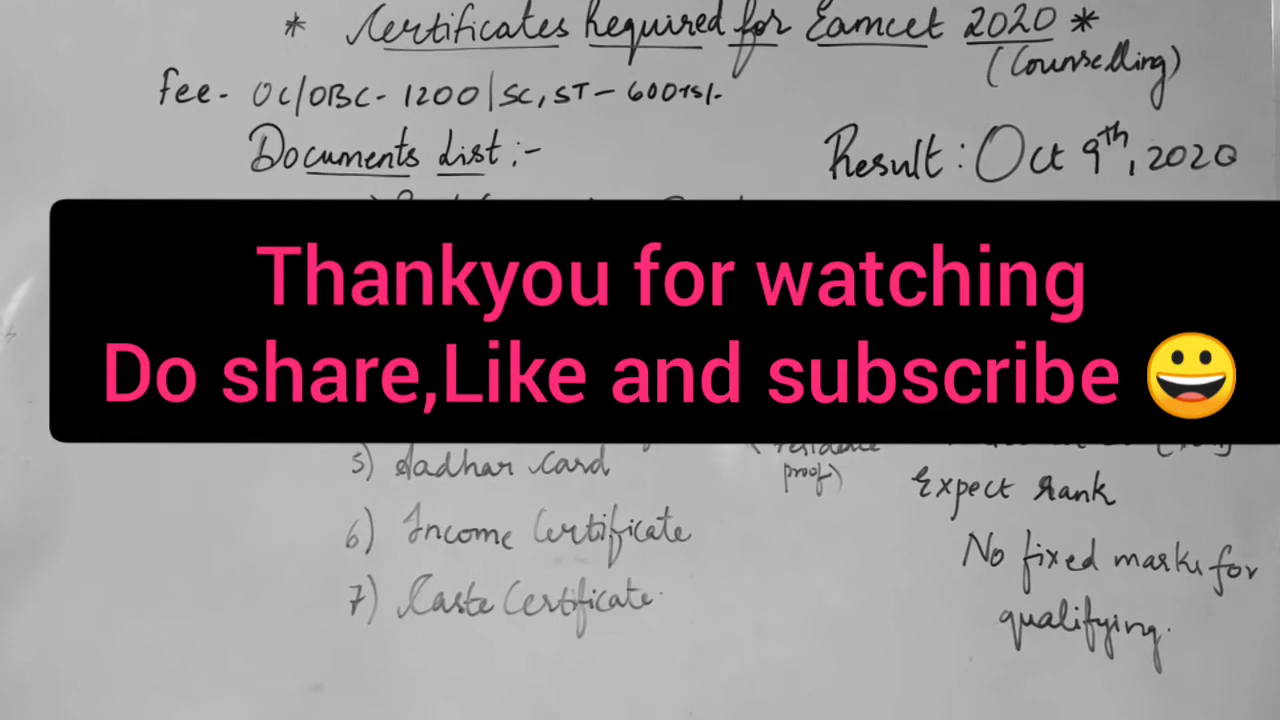 * Certificates Required for Eamcet 2020 *
(Counselling)
Fee - OC/OBC - 1200 | SC, ST - 600rs/-
Documents List :-
Result : Oct 9th, 2020
Thankyou for watching
Do share,Like and subscribe 😀
5) Aadhar Card
proof)
Expect rank
6) Income Certificate
No fixed marks for
7) Caste Certificate.
qualifying.